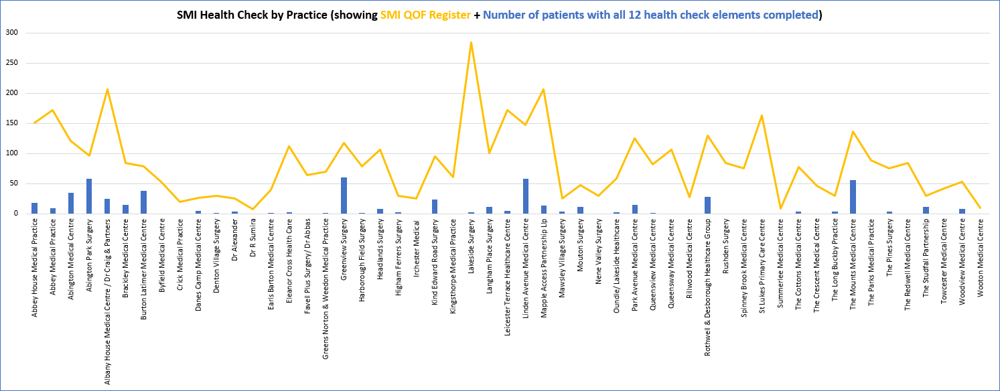 SMI Health Check by Practice (showing SMI QOF Register + Number of patients with all 12 health check elements completed)
300
250
200
150
100
50
0
Abbey House Medical Practice
Abbey Medical Practice
Abington Medical Centre
Abington Park Surgery
Albany House Medical Centre / Dr Craig & Partners
Brackley Medical Centre
Burton Latimer Medical Centre
Byfield Medical Centre
Crick Medical Practice
Danes Camp Medical Centre
Denton Village Surgery
Dr Alexander
Dr R Sumira
Earls Barton Medical Centre
Eleanor Cross Health Care
Favell Plus Surgery/ Dr Abbas
Greens Norton & Weedon Medical Practice
Greenview Surgery
Harborough Field Surgery
Headlands Surgery
Higham Ferrers Surgery
Irchester Medical
Kind Edward Road Surgery
Kingsthorpe Medical Practice
Lakeside Surgery
Langham Place Surgery
Leicester Terrace Healthcare Centre
Linden Avenue Medical Centre
Mapple Access Partnership Llp
Mawsley Village Surgery
Mouton Surgery
Nene Valley Surgery
Oundle/ Lakeside Healthcare
Park Avenue Medical Centre
Queensview Medical Centre
Queensway Medical Centre
Rillwood Medical Centre
Rothwell & Desborough Healthcare Group
Rushden Surgery
Spinney Brook Medical Centre
St Lukes Primary Care Centre
Summerlee Medical Centre
The Cottons Medical Centre
The Crescent Medical Centre
The Long Buckby Practice
The Mounts Medical Centre
The Parks Medical Practice
The Pines Surgery
The Redwell Medical Centre
The Studfall Partnership
Towcester Medical Centre
Woodview Medical Centre
Wooton Medical Centre